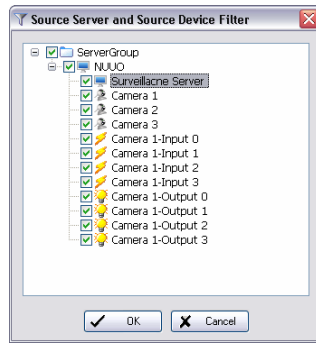 Source Server and Source Device Filter
ServerGroup
NUUO
Surveillacne Server
Camera 1
Camera 2
Camera 3
Camera 1-Input 0
Camera 1-Input 1
Camera 1-Input 2
Camera 1-Input 3
Camera 1-Output 0
Camera 1-Output 1
Camera 1-Output 2
Camera 1-Output 3
OK Cancel